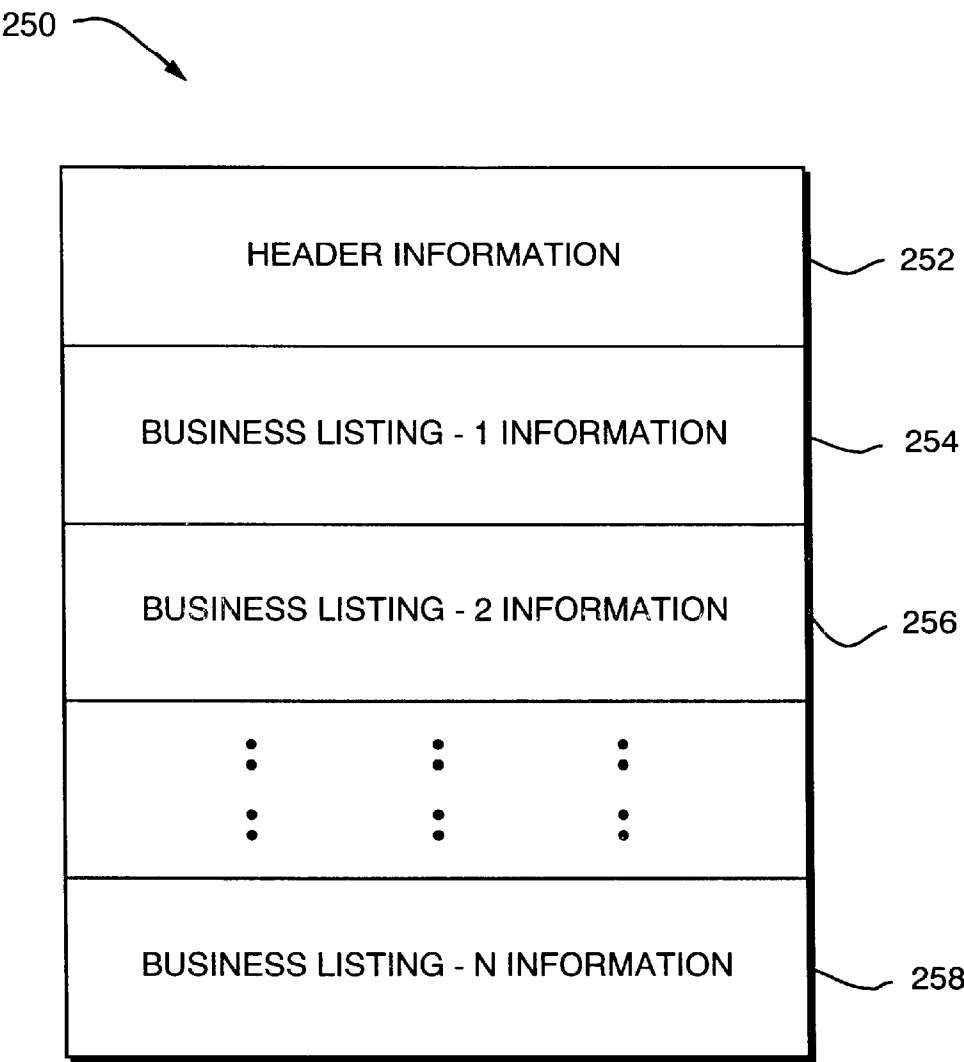 250
HEADER INFORMATION
252
BUSINESS LISTING - 1 INFORMATION
254
BUSINESS LISTING - 2 INFORMATION
256
BUSINESS LISTING - N INFORMATION
258